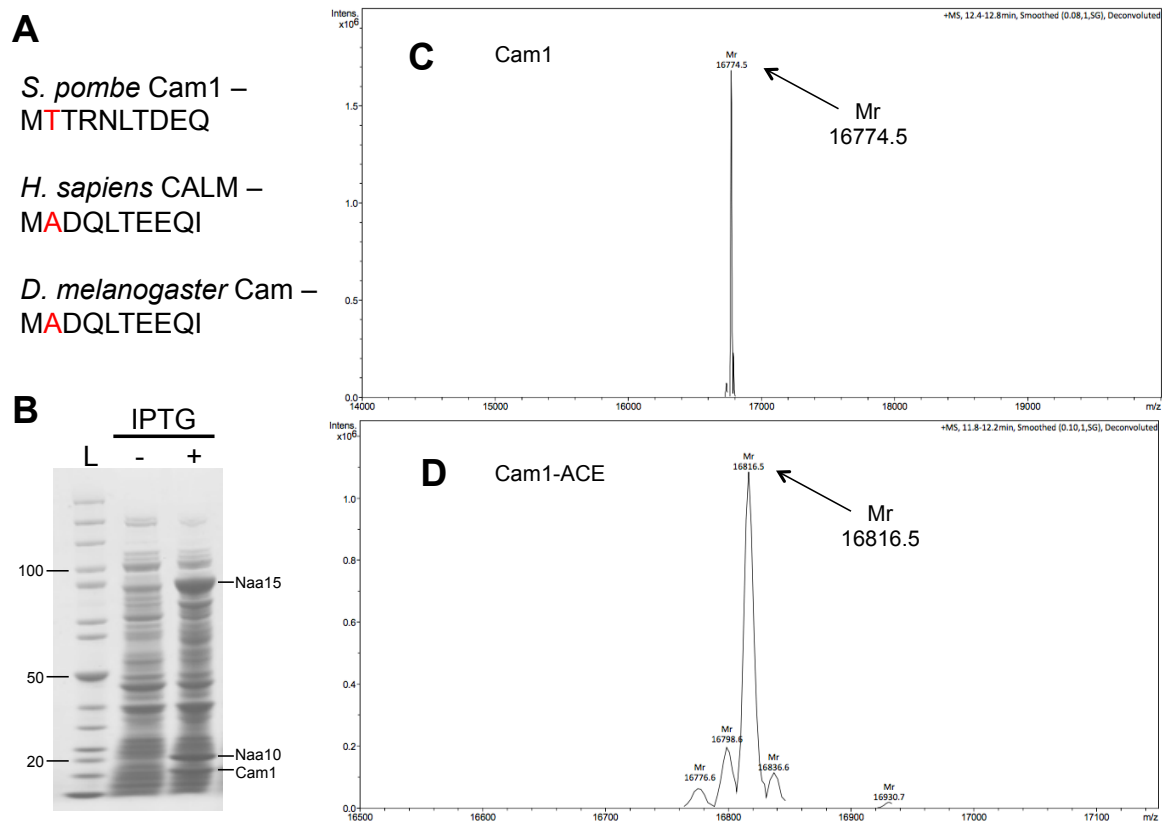 A
S. pombe Cam1 –
MTTRNLTDEQ
H. sapiens CALM –
MADQLTEEQI
D. melanogaster Cam –
MADQLTEEQI
B
IPTG
L - +
100
50
20
Naa15
Naa10
Cam1
Intens.
x10⁶
+MS, 12.4-12.8min, Smoothed (0.08,1,SG), Deconvoluted
C
Cam1
Mr
16774.5
Mr
16774.5
1.5
1.0
0.5
0.0
14000 15000 16000 17000 18000 19000 m/z
Intens.
x10⁶
+MS, 11.8-12.2min, Smoothed (0.10,1,SG), Deconvoluted
D
Cam1-ACE
Mr
16816.5
Mr
16816.5
1.0
0.8
0.6
0.4
0.2
0.0
Mr
16776.6
Mr
16798.6
Mr
16836.6
Mr
16930.7
16500 16600 16700 16800 16900 17000 17100 m/z